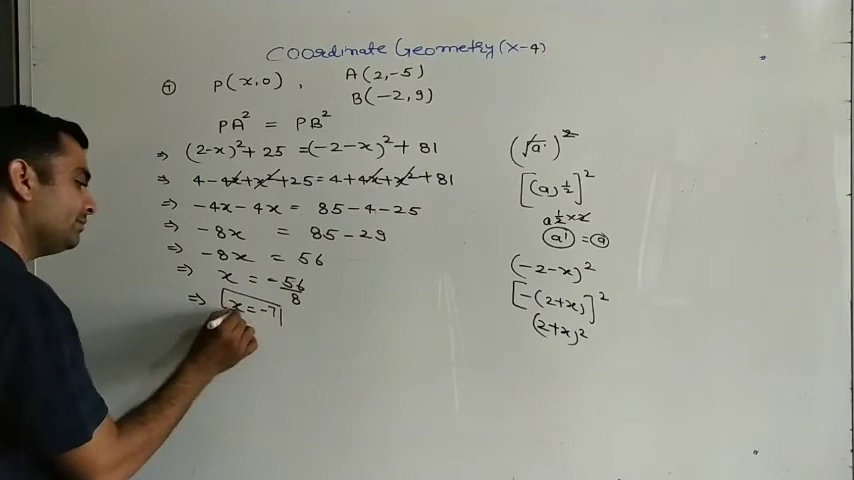 Coordinate Geometry (X-4)
⑦ P(x,0), A(2,-5)
B(-2,9)
PA² = PB²
⇒ (2-x)²+25 =(-2-x)²+81
⇒ 4-4x+x²+25=4+4x+x²+81
⇒ -4x-4x = 85-4-25
⇒ -8x = 85-29
⇒ -8x = 56
⇒ x = -56/8
⇒ x=-7
(√a)²
[(a)½]²
a½×2
a¹=a
(-2-x)²
[-(2+x)]²
(2+x)²